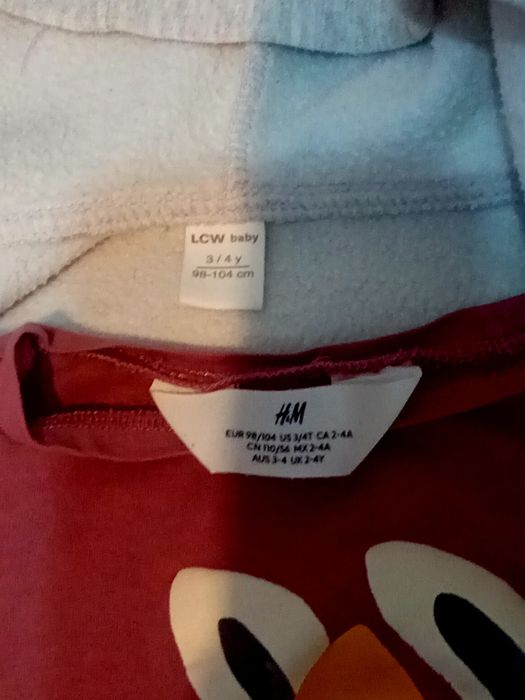 LCW baby
3 / 4 y
98-104 cm
H&M
EUR 98/104 US 3/4T CA 2-4A
CN 110/56 MX 2-4A
AUS 3-4 UK 2-4Y